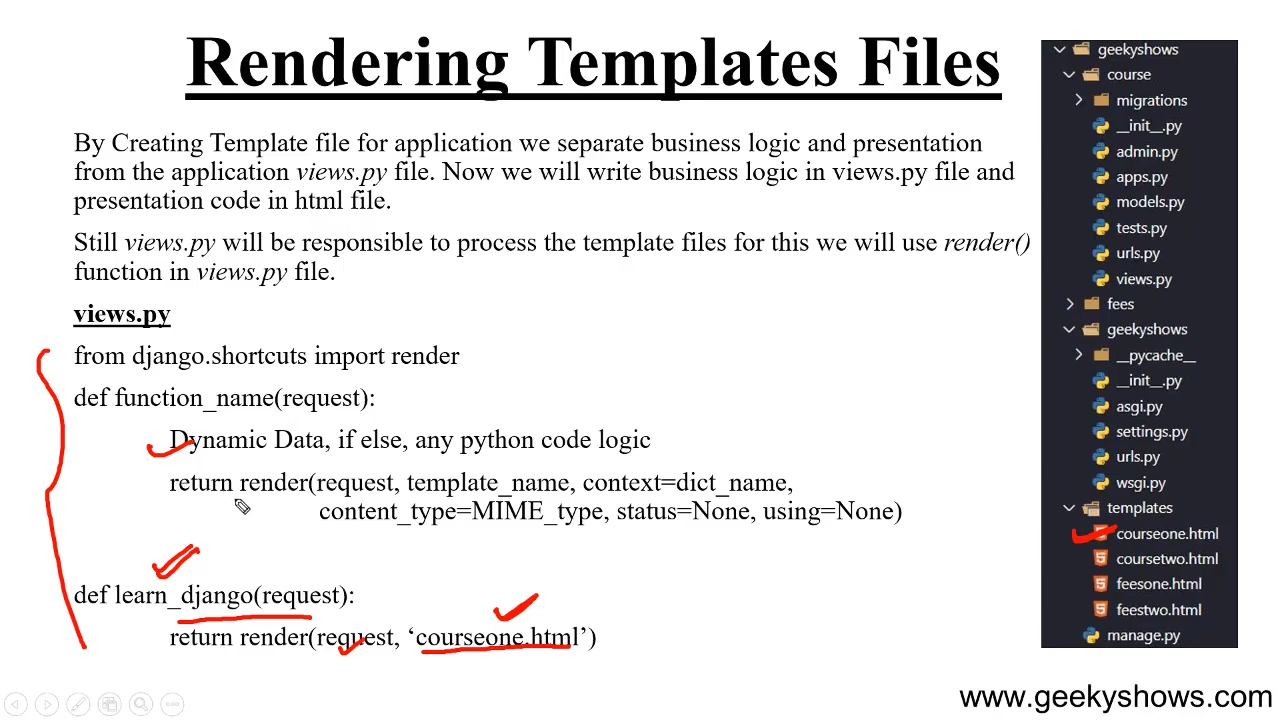 Rendering Templates Files
By Creating Template file for application we separate business logic and presentation
from the application views.py file. Now we will write business logic in views.py file and
presentation code in html file.
Still views.py will be responsible to process the template files for this we will use render()
function in views.py file.
views.py
from django.shortcuts import render
def function_name(request):
Dynamic Data, if else, any python code logic
return render(request, template_name, context=dict_name,
content_type=MIME_type, status=None, using=None)
def learn_django(request):
return render(request, ‘courseone.html’)
geekyshows
course
migrations
__init__.py
admin.py
apps.py
models.py
tests.py
urls.py
views.py
fees
geekyshows
__pycache__
__init__.py
asgi.py
settings.py
urls.py
wsgi.py
templates
courseone.html
coursetwo.html
feesone.html
feestwo.html
manage.py
www.geekyshows.com